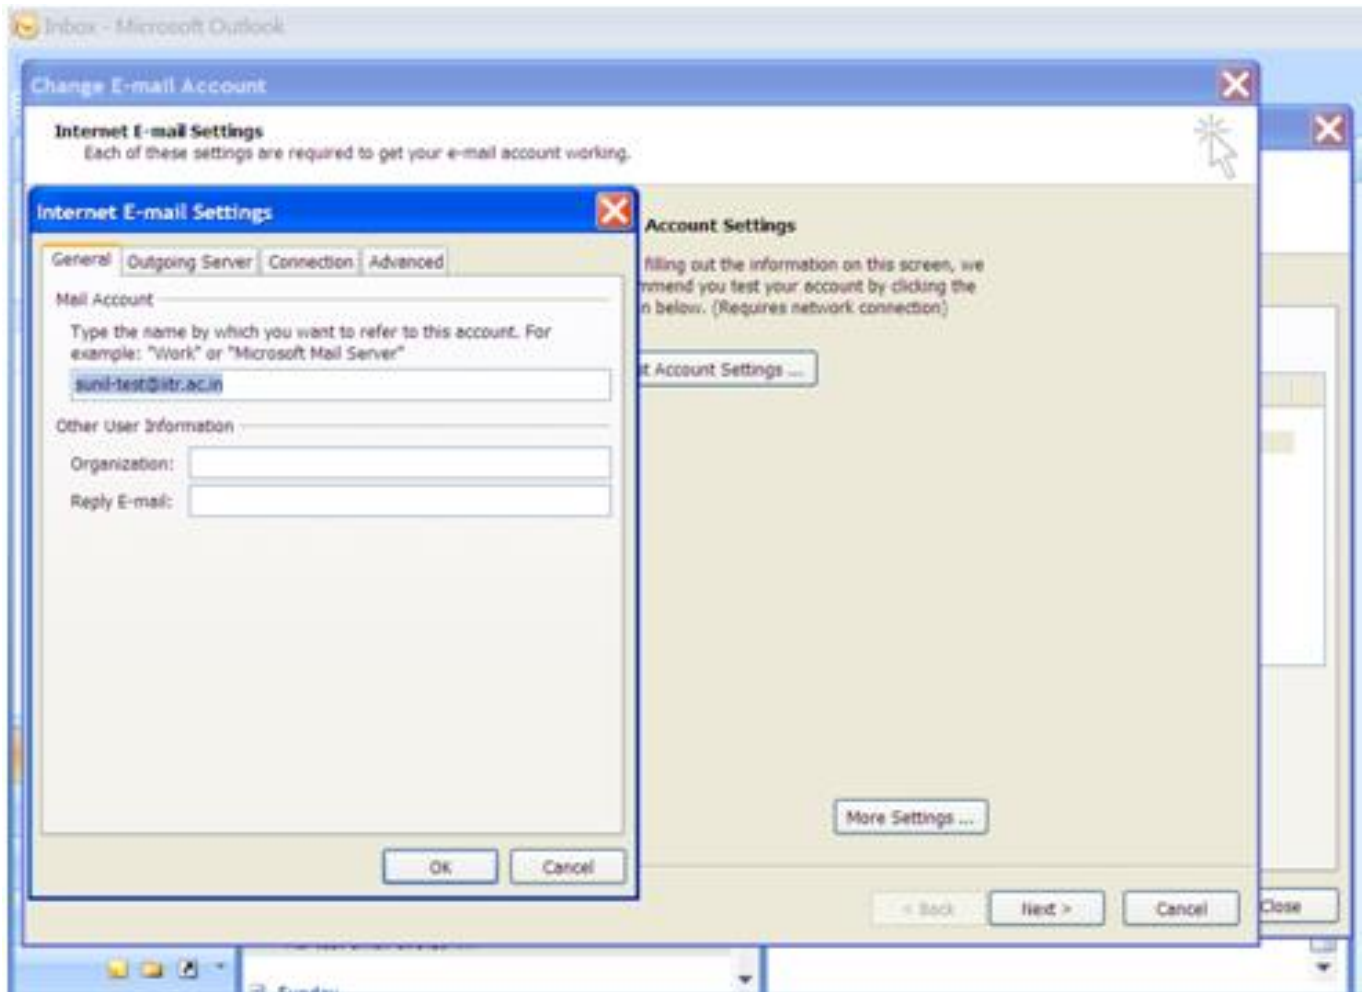 Inbox - Microsoft Outlook
Change E-mail Account
Internet E-mail Settings
Each of these settings are required to get your e-mail account working.
Internet E-mail Settings
General Outgoing Server Connection Advanced
Mail Account
Type the name by which you want to refer to this account. For
example: "Work" or "Microsoft Mail Server"
sunil-test@iitr.ac.in
Other User Information
Organization:
Reply E-mail:
OK Cancel
Account Settings
filling out the information on this screen, we
mmend you test your account by clicking the
n below. (Requires network connection)
t Account Settings ...
More Settings ...
< Back Next > Cancel
Close
Sunday